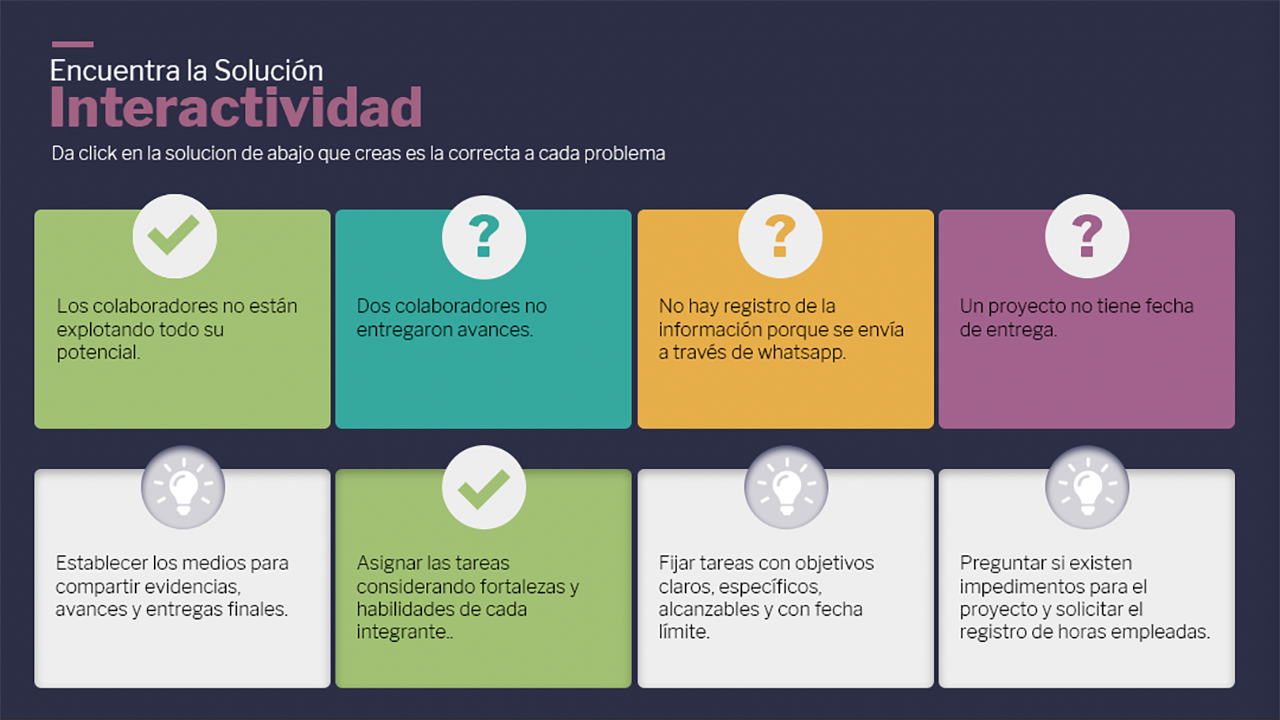 Encuentra la Solución
Interactividad
Da click en la solucion de abajo que creas es la correcta a cada problema
Los colaboradores no están
explotando todo su
potencial.
?
Dos colaboradores no
entregaron avances.
?
No hay registro de la
información porque se envía
a través de whatsapp.
?
Un proyecto no tiene fecha
de entrega.
Establecer los medios para
compartir evidencias,
avances y entregas finales.
Asignar las tareas
considerando fortalezas y
habilidades de cada
integrante..
Fijar tareas con objetivos
claros, específicos,
alcanzables y con fecha
límite.
Preguntar si existen
impedimentos para el
proyecto y solicitar el
registro de horas empleadas.